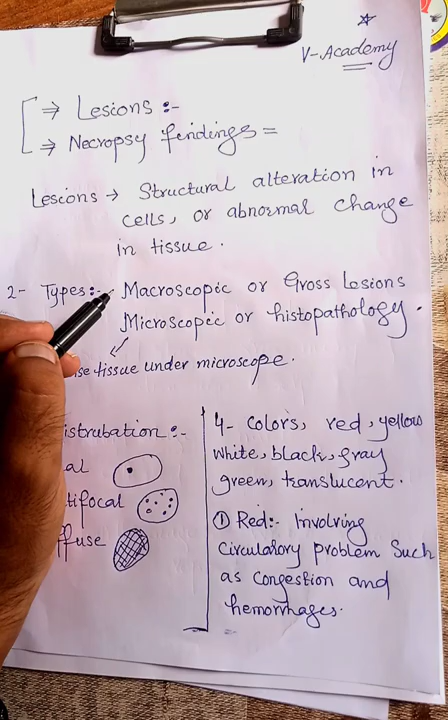 V-Academy
⇒ Lesions:-
⇒ Necropsy findings =
Lesions → Structural alteration in
cells, or abnormal change
in tissue.
2- Types:- Macroscopic or Gross Lesions
Microscopic or histopathology.
tissue under microscope.
istrubation:-
al
tifocal
ffuse
4- Colors, red, yellow
white, black, gray
green, translucent.
① Red:- Involving
Circulatory problem Such
as Congestion and
hemorrhages.